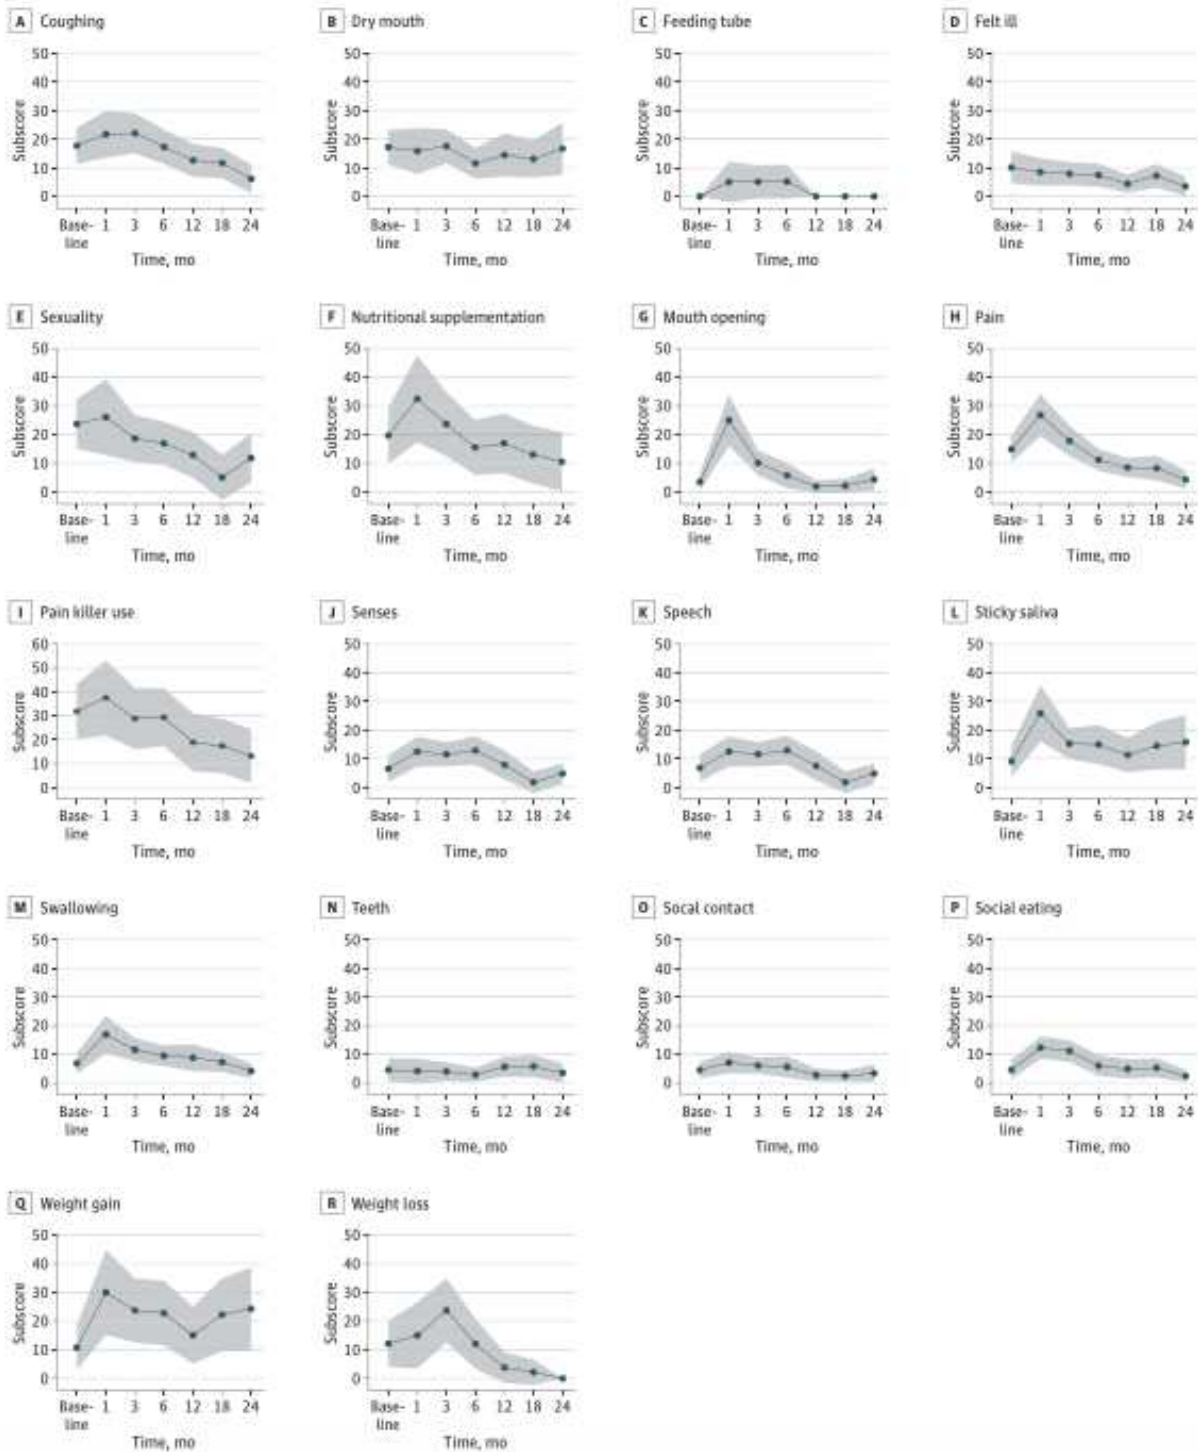 A Coughing
50
40
30
20
10
0
Subscore
Base-line 1 3 6 12 18 24
Time, mo
B Dry mouth
50
40
30
20
10
0
Subscore
Base-line 1 3 6 12 18 24
Time, mo
C Feeding tube
50
40
30
20
10
0
Subscore
Base-line 1 3 6 12 18 24
Time, mo
D Felt ill
50
40
30
20
10
0
Subscore
Base-line 1 3 6 12 18 24
Time, mo
E Sexuality
50
40
30
20
10
0
Subscore
Base-line 1 3 6 12 18 24
Time, mo
F Nutritional supplementation
50
40
30
20
10
0
Subscore
Base-line 1 3 6 12 18 24
Time, mo
G Mouth opening
50
40
30
20
10
0
Subscore
Base-line 1 3 6 12 18 24
Time, mo
H Pain
50
40
30
20
10
0
Subscore
Base-line 1 3 6 12 18 24
Time, mo
I Pain killer use
60
50
40
30
20
10
0
Subscore
Base-line 1 3 6 12 18 24
Time, mo
J Senses
50
40
30
20
10
0
Subscore
Base-line 1 3 6 12 18 24
Time, mo
K Speech
50
40
30
20
10
0
Subscore
Base-line 1 3 6 12 18 24
Time, mo
L Sticky saliva
50
40
30
20
10
0
Subscore
Base-line 1 3 6 12 18 24
Time, mo
M Swallowing
50
40
30
20
10
0
Subscore
Base-line 1 3 6 12 18 24
Time, mo
N Teeth
50
40
30
20
10
0
Subscore
Base-line 1 3 6 12 18 24
Time, mo
O Socal contact
50
40
30
20
10
0
Subscore
Base-line 1 3 6 12 18 24
Time, mo
P Social eating
50
40
30
20
10
0
Subscore
Base-line 1 3 6 12 18 24
Time, mo
Q Weight gain
50
40
30
20
10
0
Subscore
Base-line 1 3 6 12 18 24
Time, mo
R Weight loss
50
40
30
20
10
0
Subscore
Base-line 1 3 6 12 18 24
Time, mo